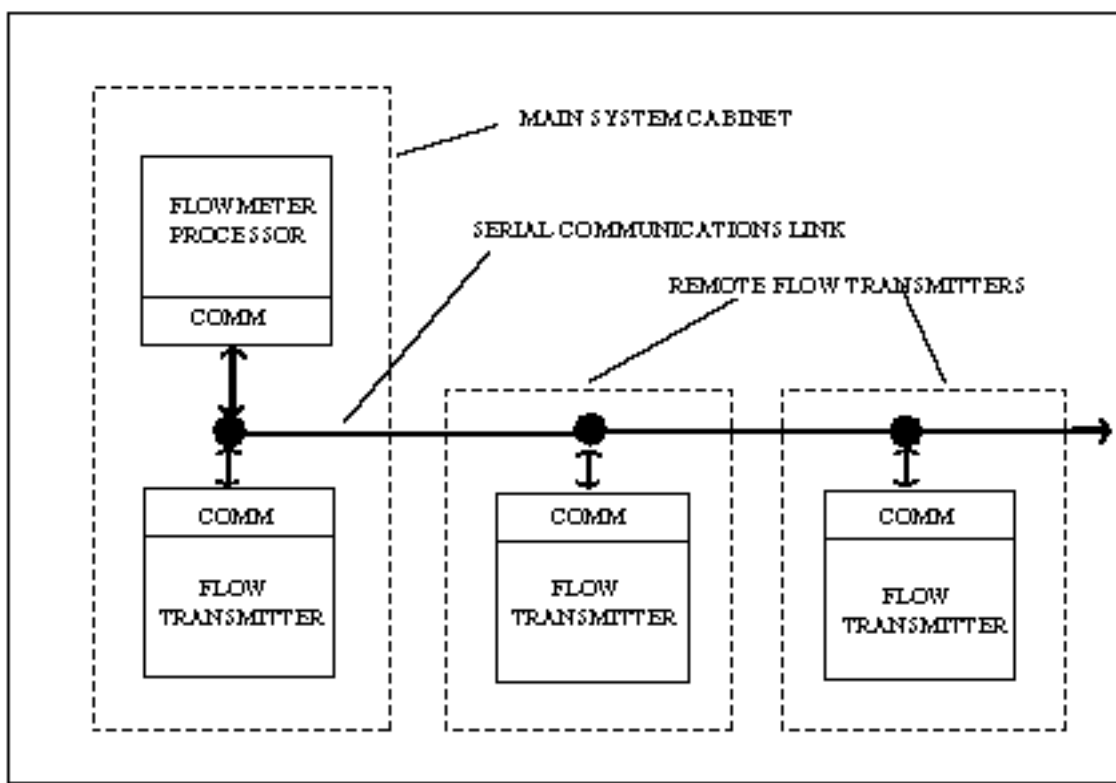 MAIN SYSTEM CABINET
FLOWMETER
PROCESSOR
COMM
SERIAL COMMUNICATIONS LINK
REMOTE FLOW TRANSMITTERS
COMM
FLOW
TRANSMITTER
COMM
FLOW
TRANSMITTER
COMM
FLOW
TRANSMITTER